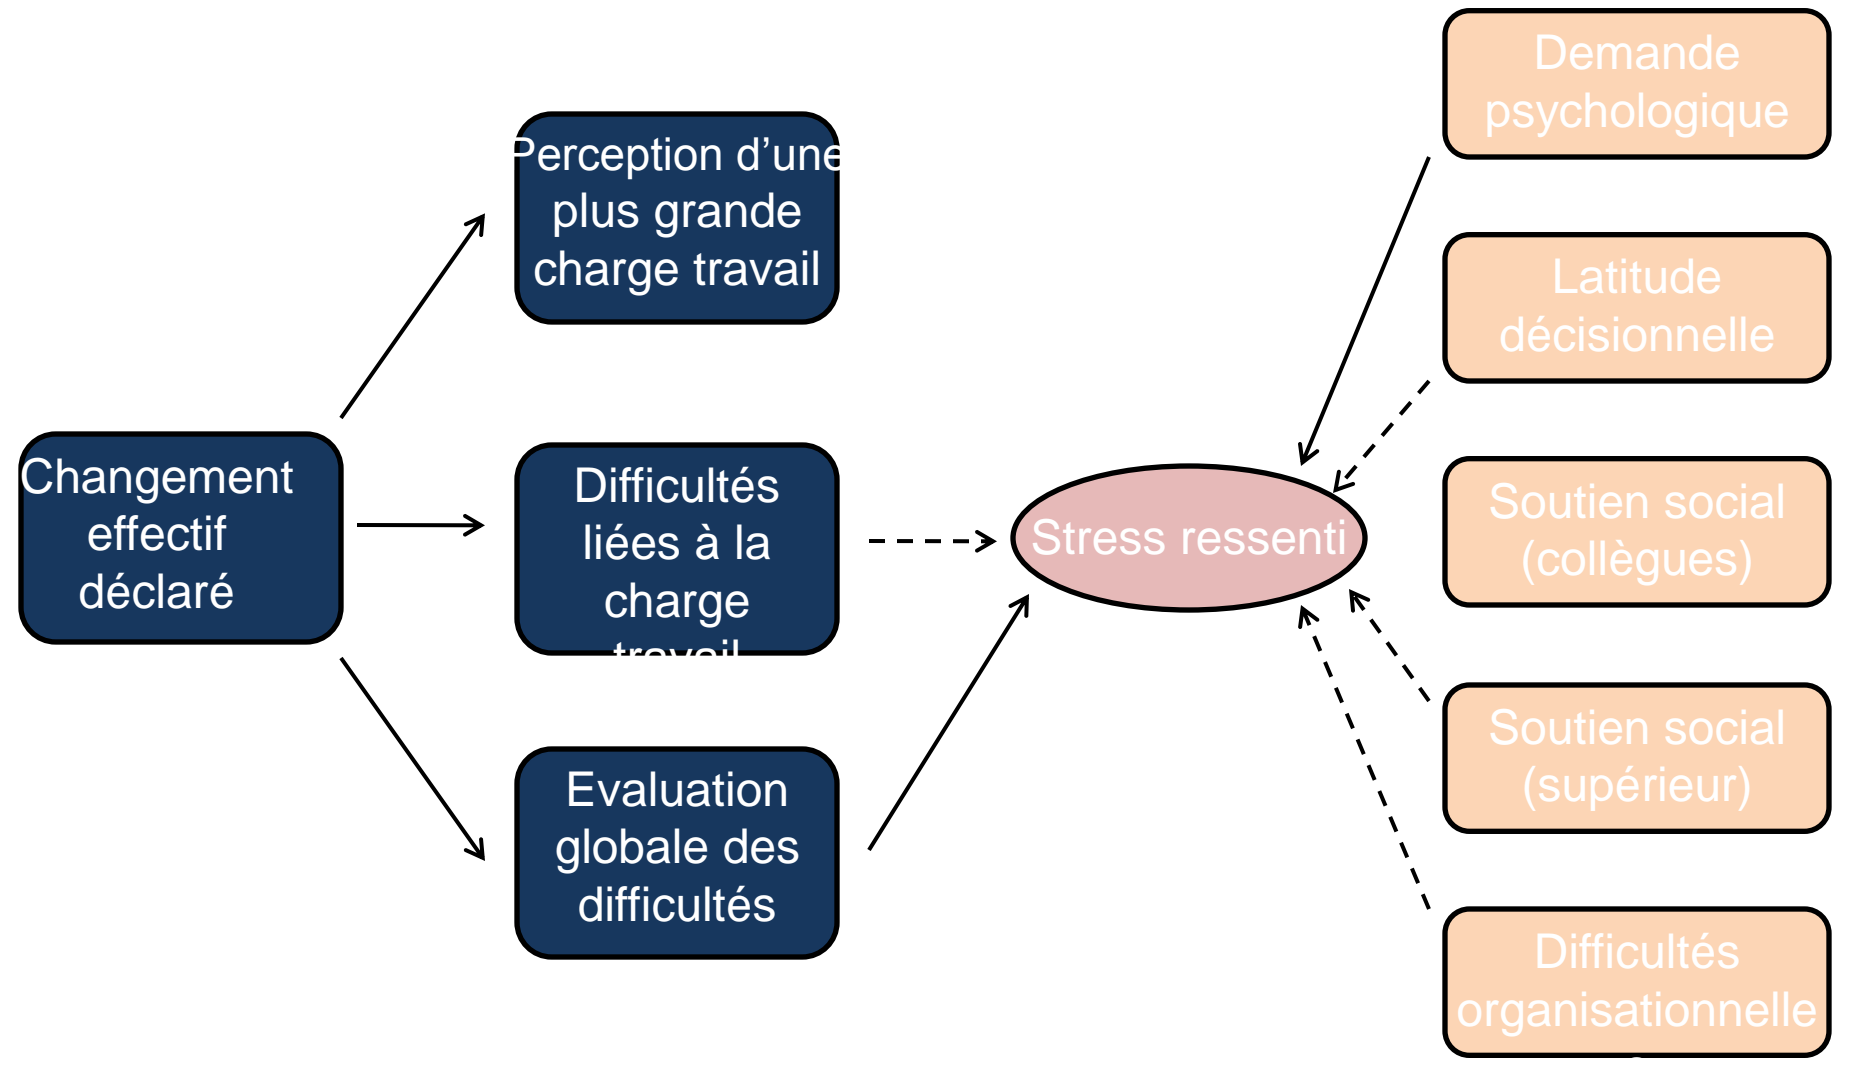 Changement
effectif
déclaré
Perception d’une
plus grande
charge travail
Difficultés
liées à la
charge
travail
Evaluation
globale des
difficultés
Stress ressenti
Demande
psychologique
Latitude
décisionnelle
Soutien social
(collègues)
Soutien social
(supérieur)
Difficultés
organisationnelle